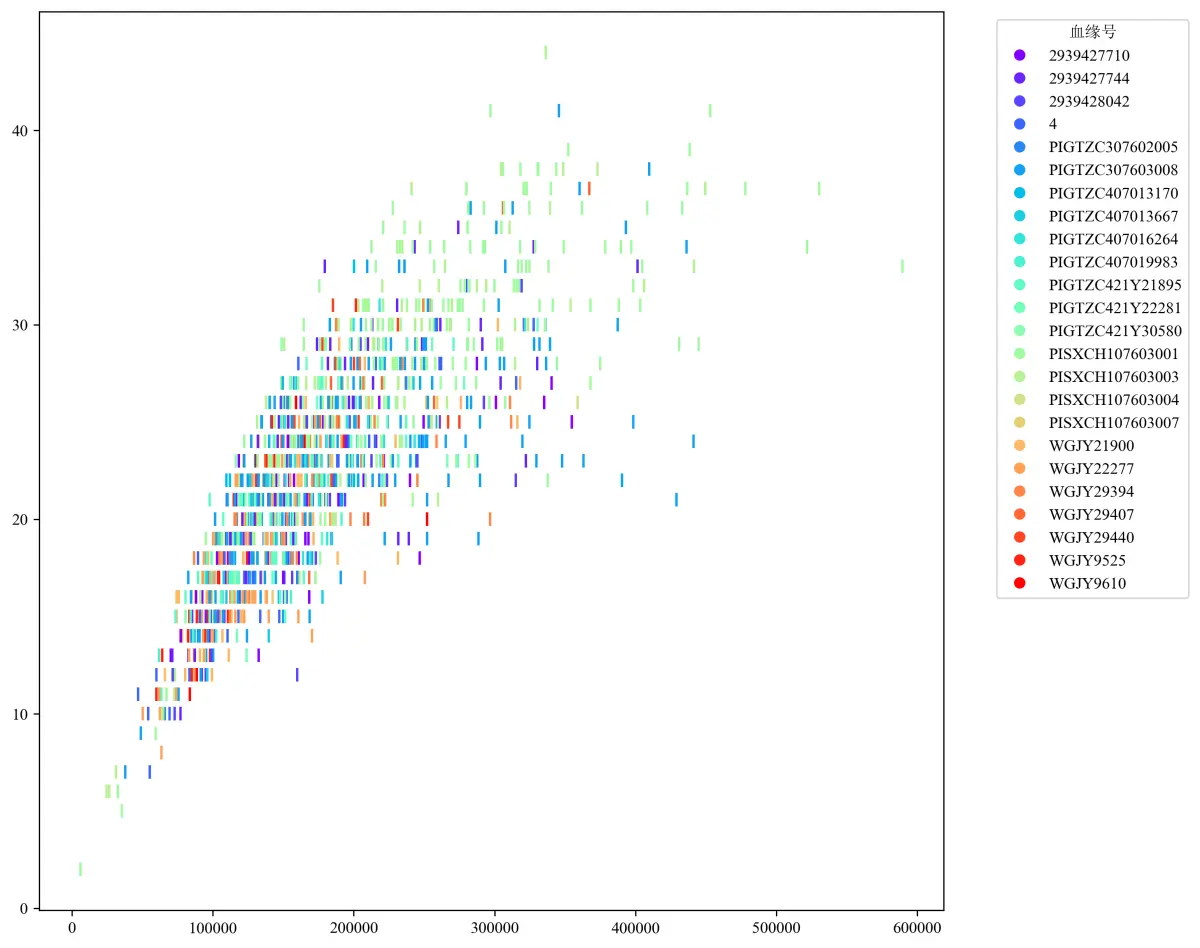 40
30
20
10
0
0 100000 200000 300000 400000 500000 600000
血缘号
2939427710
2939427744
2939428042
4
PIGTZC307602005
PIGTZC307603008
PIGTZC407013170
PIGTZC407013667
PIGTZC407016264
PIGTZC407019983
PIGTZC421Y21895
PIGTZC421Y22281
PIGTZC421Y30580
PISXCH107603001
PISXCH107603003
PISXCH107603004
PISXCH107603007
WGJY21900
WGJY22277
WGJY29394
WGJY29407
WGJY29440
WGJY9525
WGJY9610